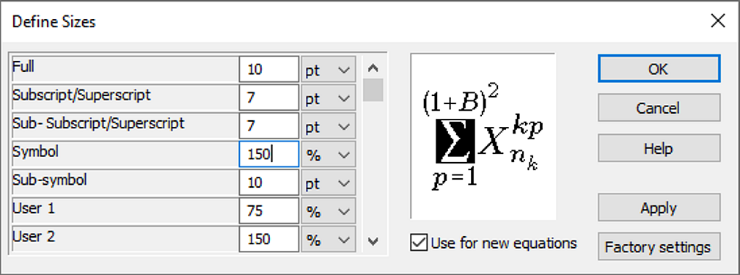 Define Sizes
Full 10 pt
Subscript/Superscript 7 pt
Sub- Subscript/Superscript 7 pt
Symbol 150 %
Sub-symbol 10 pt
User 1 75 %
User 2 150 %
(1+B)²
∑ X kp n k
p=1
Use for new equations
OK
Cancel
Help
Apply
Factory settings